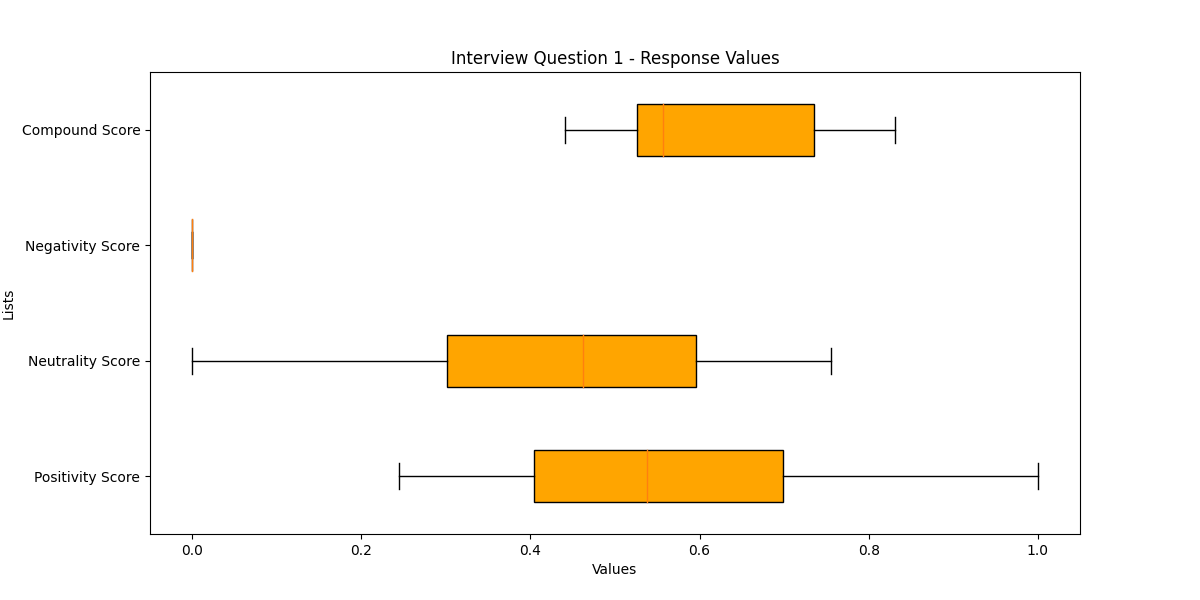 Interview Question 1 - Response Values
Compound Score
Negativity Score
Lists
Neutrality Score
Positivity Score
0.0 0.2 0.4 0.6 0.8 1.0
Values